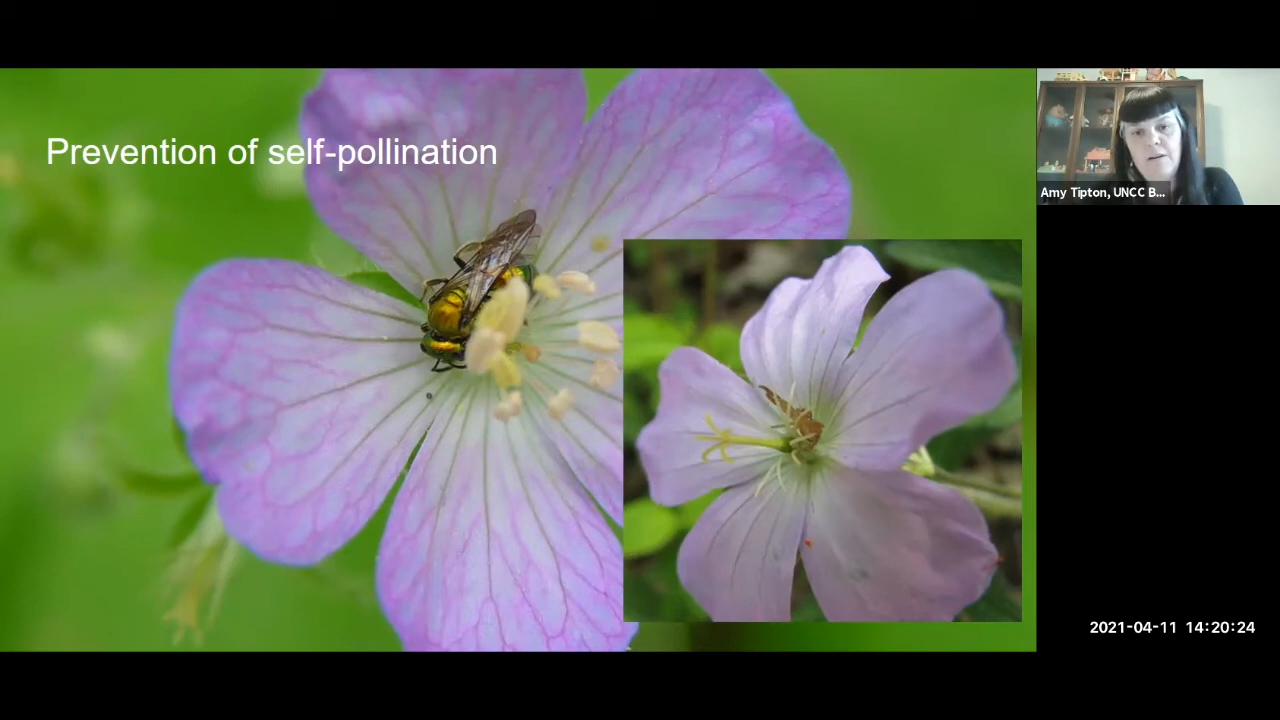 Prevention of self-pollination
Amy Tipton, UNCC B...
2021-04-11 14:20:24